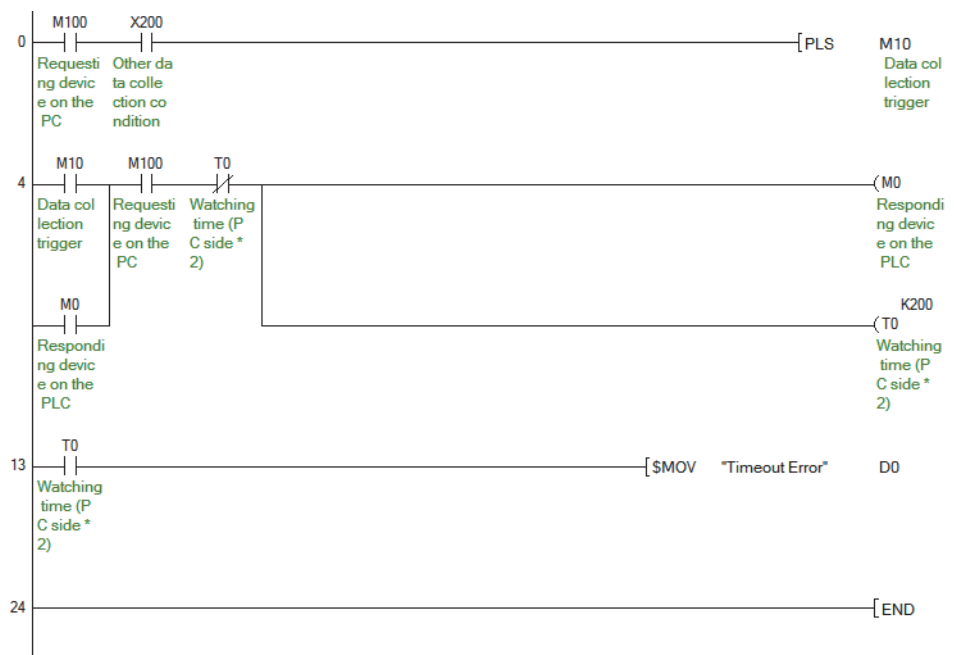 M100 X200
0 [ PLS M10
Requesti Other da Data col
ng devic ta colle lection
e on the ction co trigger
PC ndition
M10 M100 T0
4 ( M0
Data col Requesti Watching Respondi
lection ng devic time (P ng devic
trigger e on the C side * e on the
PC 2) PLC
M0 K200
( T0
Respondi Watching
ng devic time (P
e on the C side *
PLC 2)
T0
13 [ $MOV "Timeout Error" D0
Watching
time (P
C side *
2)
24 [ END